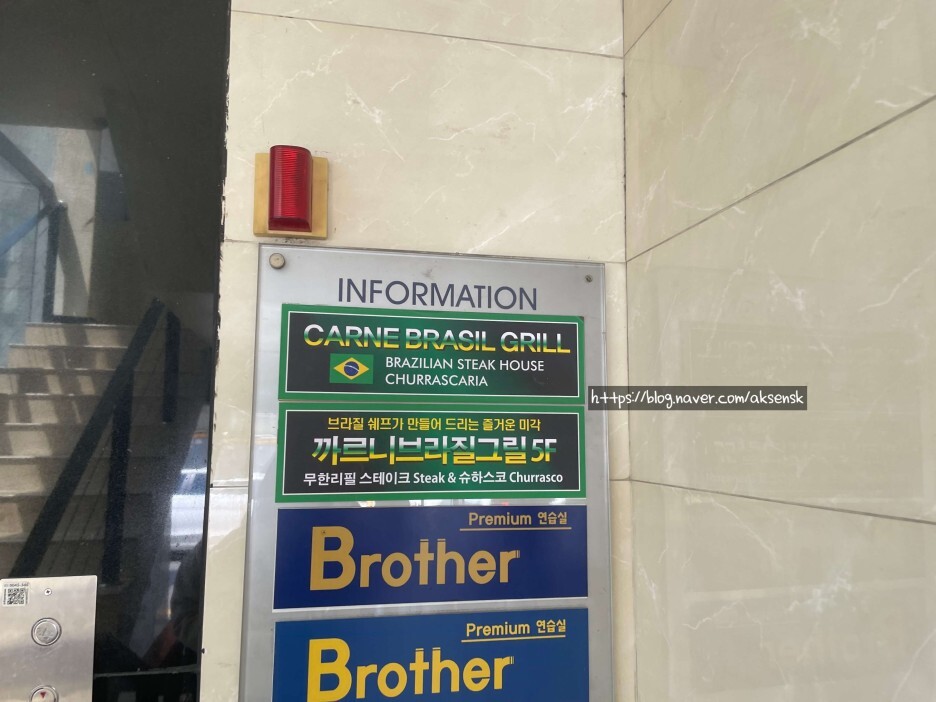 INFORMATION
CARNE BRASIL GRILL
BRAZILIAN STEAK HOUSE
CHURRASCARIA
https://blog.naver.com/aksensk
브라질 쉐프가 만들어 드리는 즐거운 미각
까르니브라질그릴 5F
무한리필 스테이크 Steak & 슈하스코 Churrasco
Premium 연습실
Brother
Premium 연습실
Brother